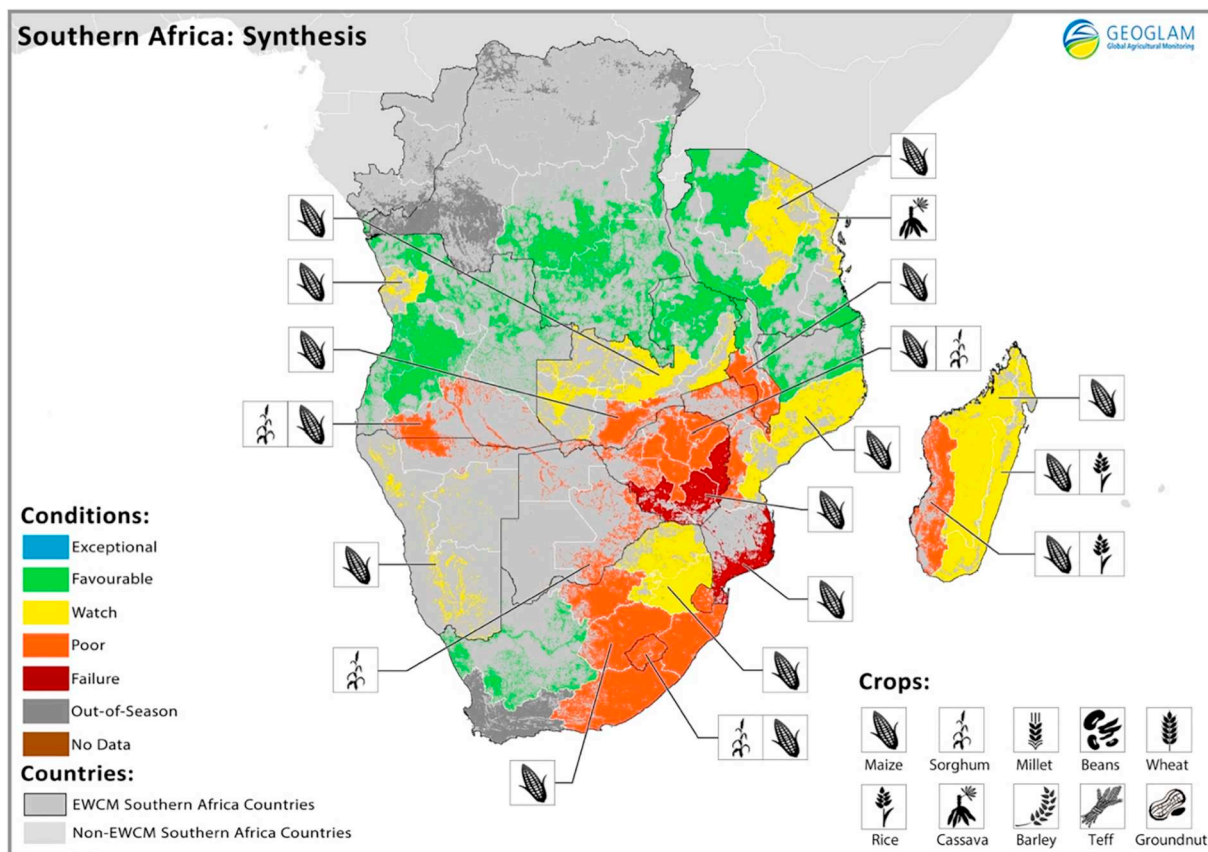 Southern Africa: Synthesis
GEOGLAM
Global Agricultural Monitoring
Conditions:
Exceptional
Favourable
Watch
Poor
Failure
Out-of-Season
No Data
Countries:
EWCM Southern Africa Countries
Non-EWCM Southern Africa Countries
Crops:
Maize Sorghum Millet Beans Wheat
Rice Cassava Barley Teff Groundnut